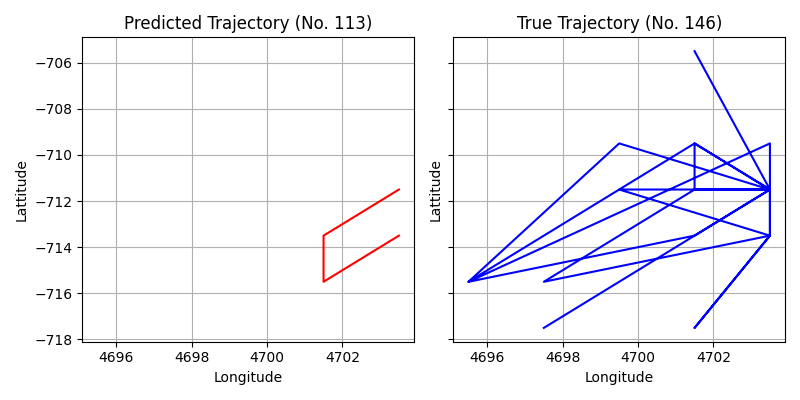 Predicted Trajectory (No. 113)
True Trajectory (No. 146)
Lattitude
−706
−708
−710
−712
−714
−716
−718
4696
4698
4700
4702
Longitude
Lattitude
4696
4698
4700
4702
Longitude